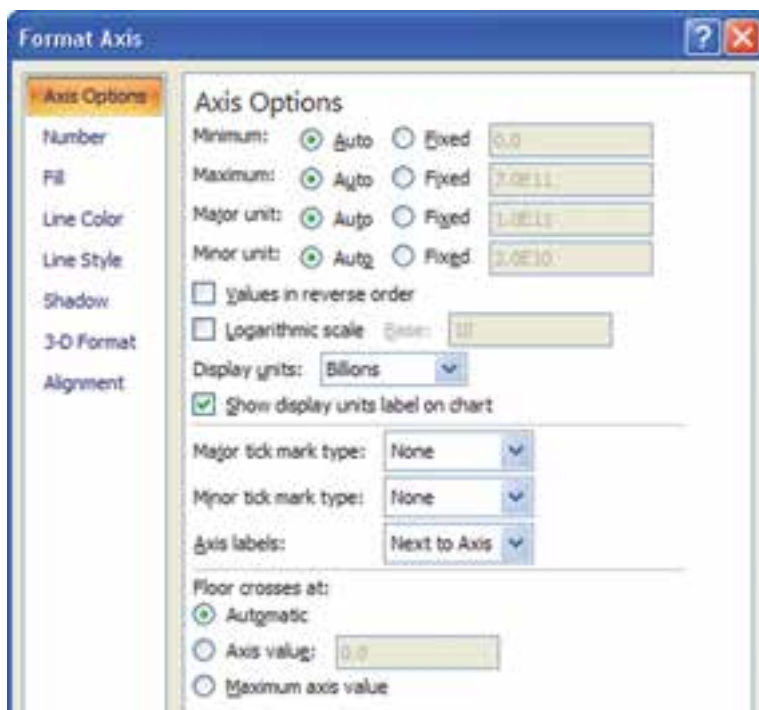 Format Axis
Axis Options
Number
Fill
Line Color
Line Style
Shadow
3-D Format
Alignment
Axis Options
Minimum: Auto Fixed 0.0
Maximum: Auto Fixed 7.0E11
Major unit: Auto Fixed 1.0E11
Minor unit: Auto Fixed 2.0E10
Values in reverse order
Logarithmic scale Base: 10
Display units: Billions
Show display units label on chart
Major tick mark type: None
Minor tick mark type: None
Axis labels: Next to Axis
Floor crosses at:
Automatic
Axis value: 0.0
Maximum axis value